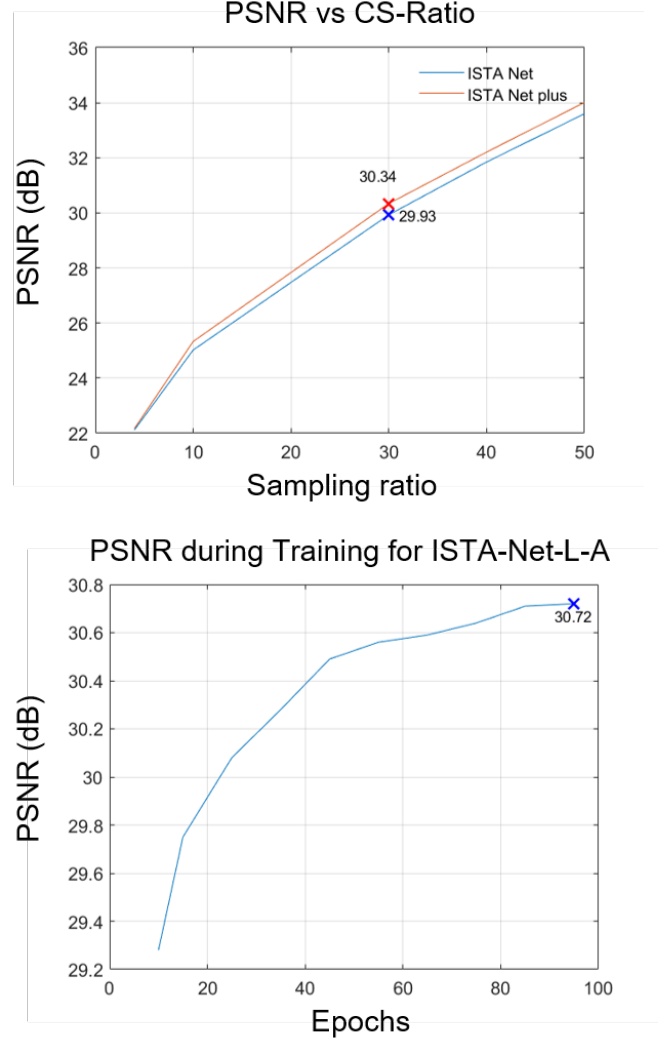 PSNR vs CS-Ratio
36
34
32
30
28
26
24
22
0 10 20 30 40 50
PSNR (dB)
Sampling ratio
ISTA Net
ISTA Net plus
30.34
29.93
PSNR during Training for ISTA-Net-L-A
30.8
30.6
30.4
30.2
30
29.8
29.6
29.4
29.2
0 20 40 60 80 100
PSNR (dB)
Epochs
30.72